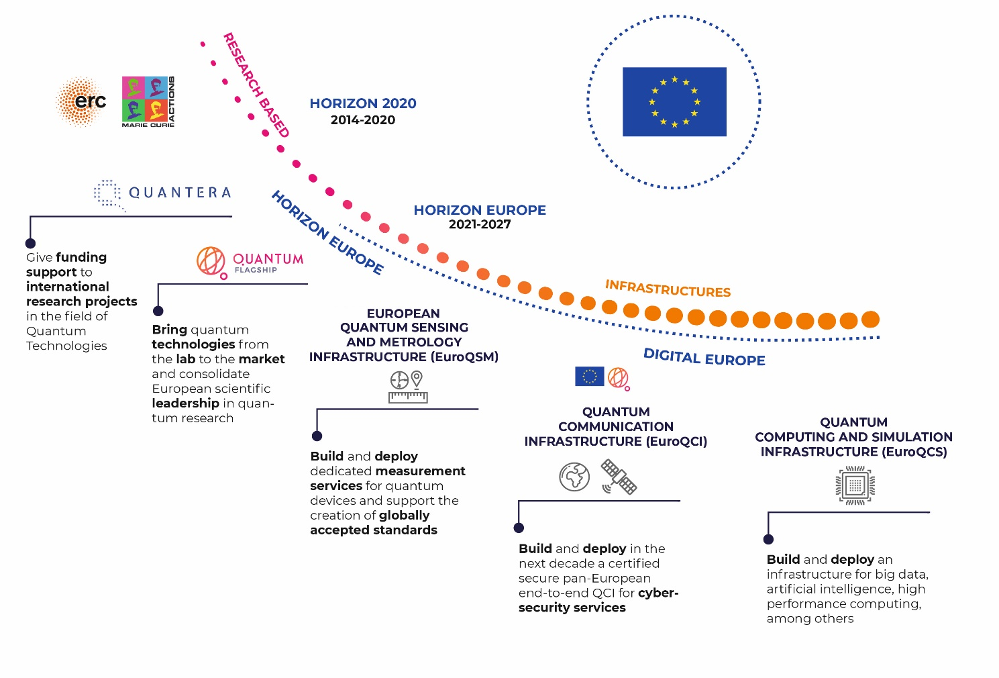 RESEARCH BASED
erc
MARIE CURIE
ACTIONS
HORIZON 2020
2014-2020
QUANTERA
Give funding
support to
international
research projects
in the field of
Quantum
Technologies
HORIZON EUROPE
HORIZON EUROPE
2021-2027
QUANTUM
FLAGSHIP
Bring quantum
technologies from
the lab to the market
and consolidate
European scientific
leadership in quan-
tum research
INFRASTRUCTURES
DIGITAL EUROPE
EUROPEAN
QUANTUM SENSING
AND METROLOGY
INFRASTRUCTURE (EuroQSM)
Build and deploy
dedicated measurement
services for quantum
devices and support the
creation of globally
accepted standards
QUANTUM
COMMUNICATION
INFRASTRUCTURE (EuroQCI)
Build and deploy in the
next decade a certified
secure pan-European
end-to-end QCI for cyber-
security services
QUANTUM
COMPUTING AND SIMULATION
INFRASTRUCTURE (EuroQCS)
Build and deploy an
infrastructure for big data,
artificial intelligence, high
performance computing,
among others